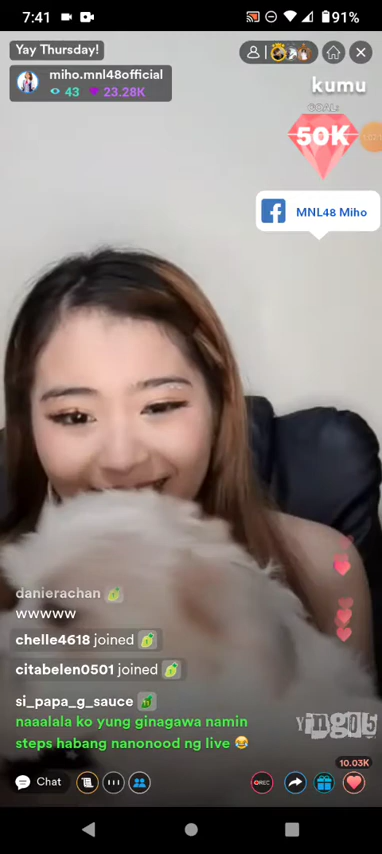 7:41
91%
Yay Thursday!
miho.mnl48official
43 23.28K
kumu
GOAL:
50K
MNL48 Miho
danierachan
wwwww
chelle4618 joined
citabelen0501 joined
si_papa_g_sauce
naaalala ko yung ginagawa namin
steps habang nanonood ng live 😂
10.03K
Chat
REC